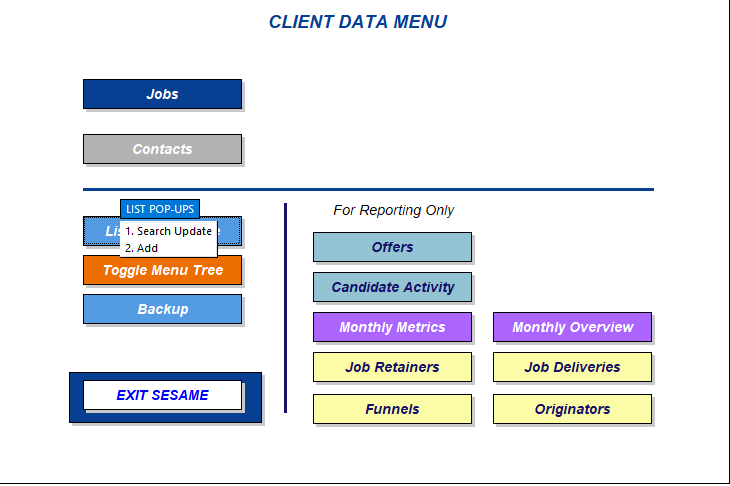 CLIENT DATA MENU
Jobs
Contacts
LIST POP-UPS
1. Search Update
2. Add
Toggle Menu Tree
Backup
EXIT SESAME
For Reporting Only
Offers
Candidate Activity
Monthly Metrics
Monthly Overview
Job Retainers
Job Deliveries
Funnels
Originators